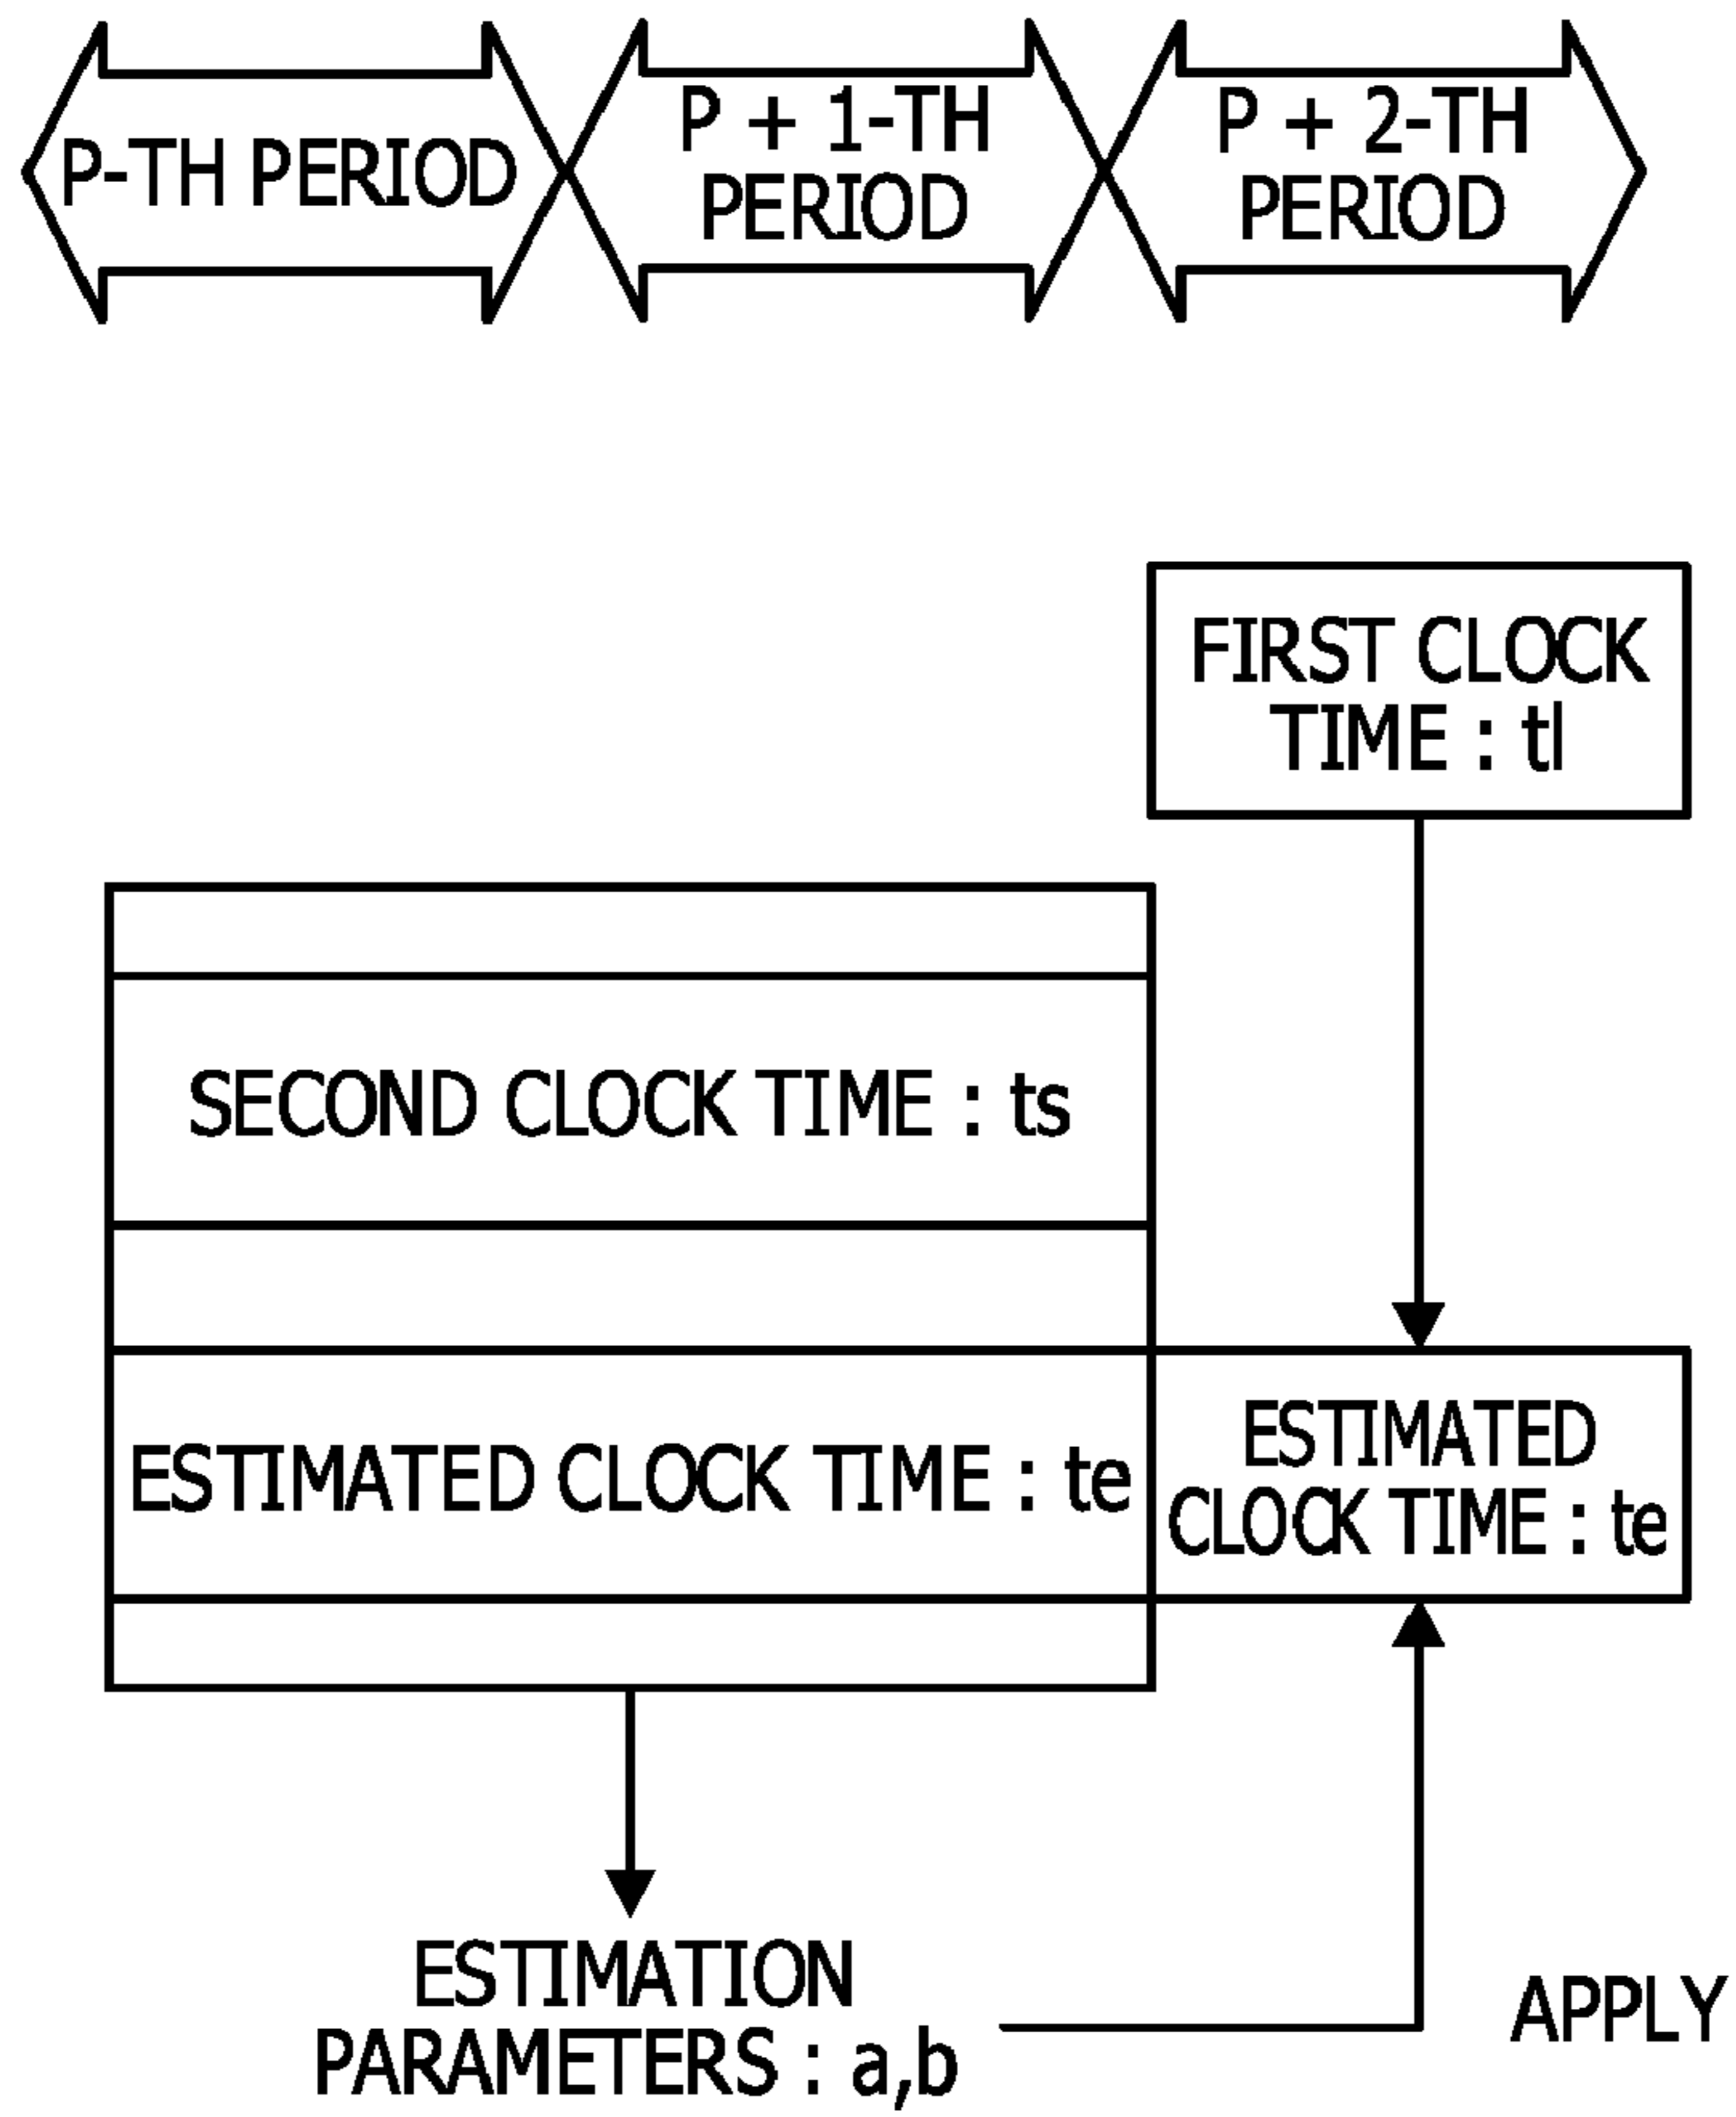 P-TH PERIOD
P + 1-TH
PERIOD
P + 2-TH
PERIOD
FIRST CLOCK
TIME : tl
SECOND CLOCK TIME : ts
ESTIMATED CLOCK TIME : te
ESTIMATED
CLOCK TIME : te
ESTIMATION
PARAMETERS : a,b
APPLY